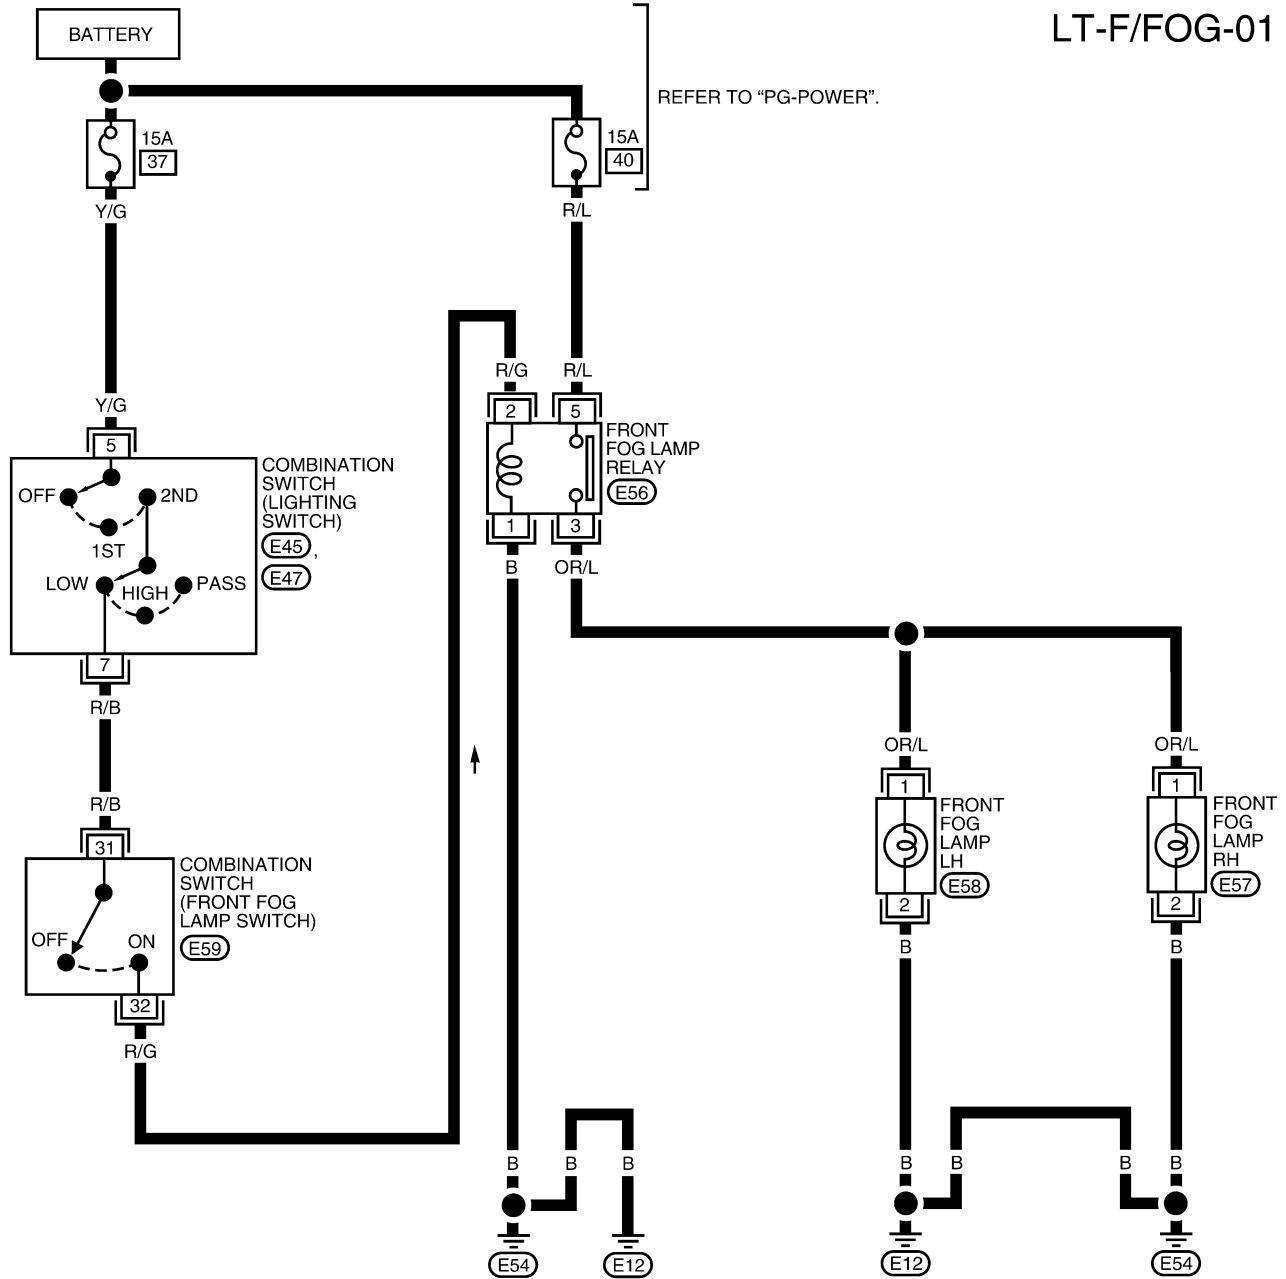 LT-F/FOG-01
BATTERY
REFER TO “PG-POWER”.
15A
37
15A
40
Y/G
R/L
R/G
R/L
Y/G
2
5
5
FRONT
FOG LAMP
RELAY
E56
COMBINATION
SWITCH
(LIGHTING
SWITCH)
E45 ,
E47
OFF
2ND
1ST
1
3
B
OR/L
LOW
HIGH
PASS
7
R/B
R/B
31
COMBINATION
SWITCH
(FRONT FOG
LAMP SWITCH)
E59
OFF
ON
32
R/G
OR/L
OR/L
1
1
FRONT
FOG
LAMP
LH
E58
FRONT
FOG
LAMP
RH
E57
2
2
B
B
B
B
B
B
B
B
B
E54
E12
E12
E54